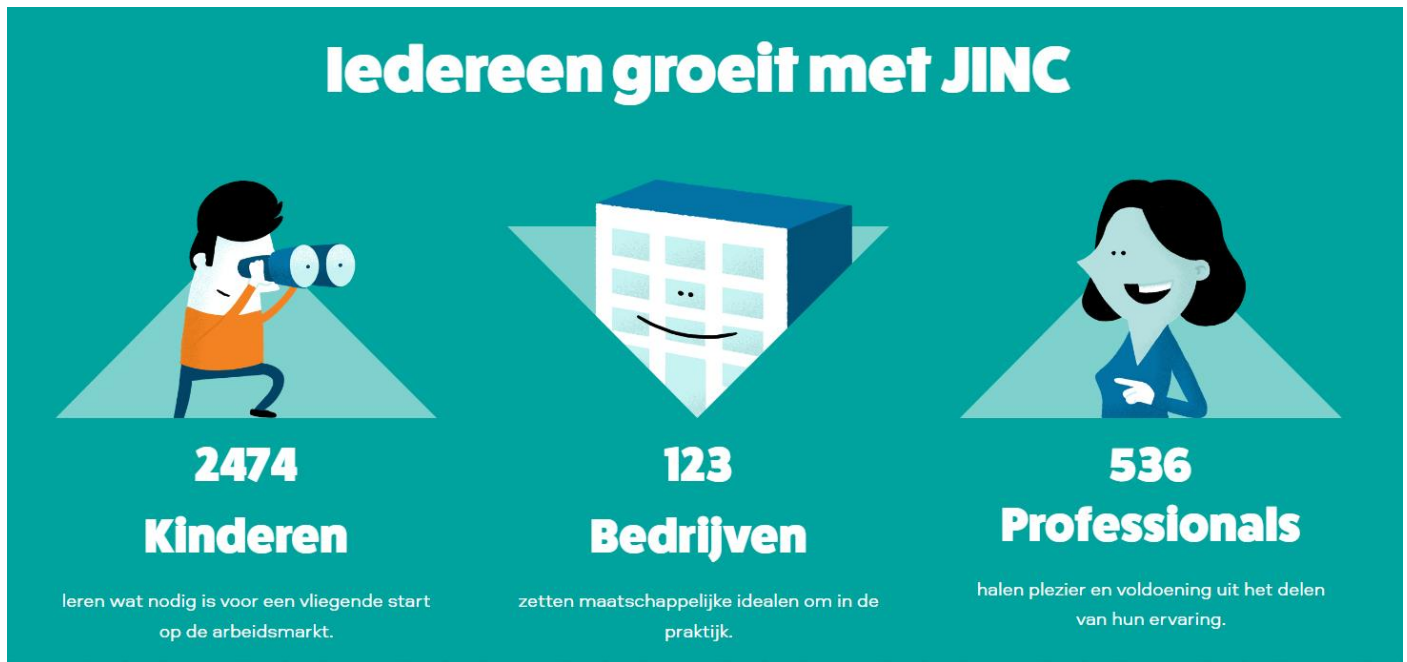 Iedereen groeit met JINC
2474
Kinderen
leren wat nodig is voor een vliegende start
op de arbeidsmarkt.
123
Bedrijven
zetten maatschappelijke idealen om in de
praktijk.
536
Professionals
halen plezier en voldoening uit het delen
van hun ervaring.